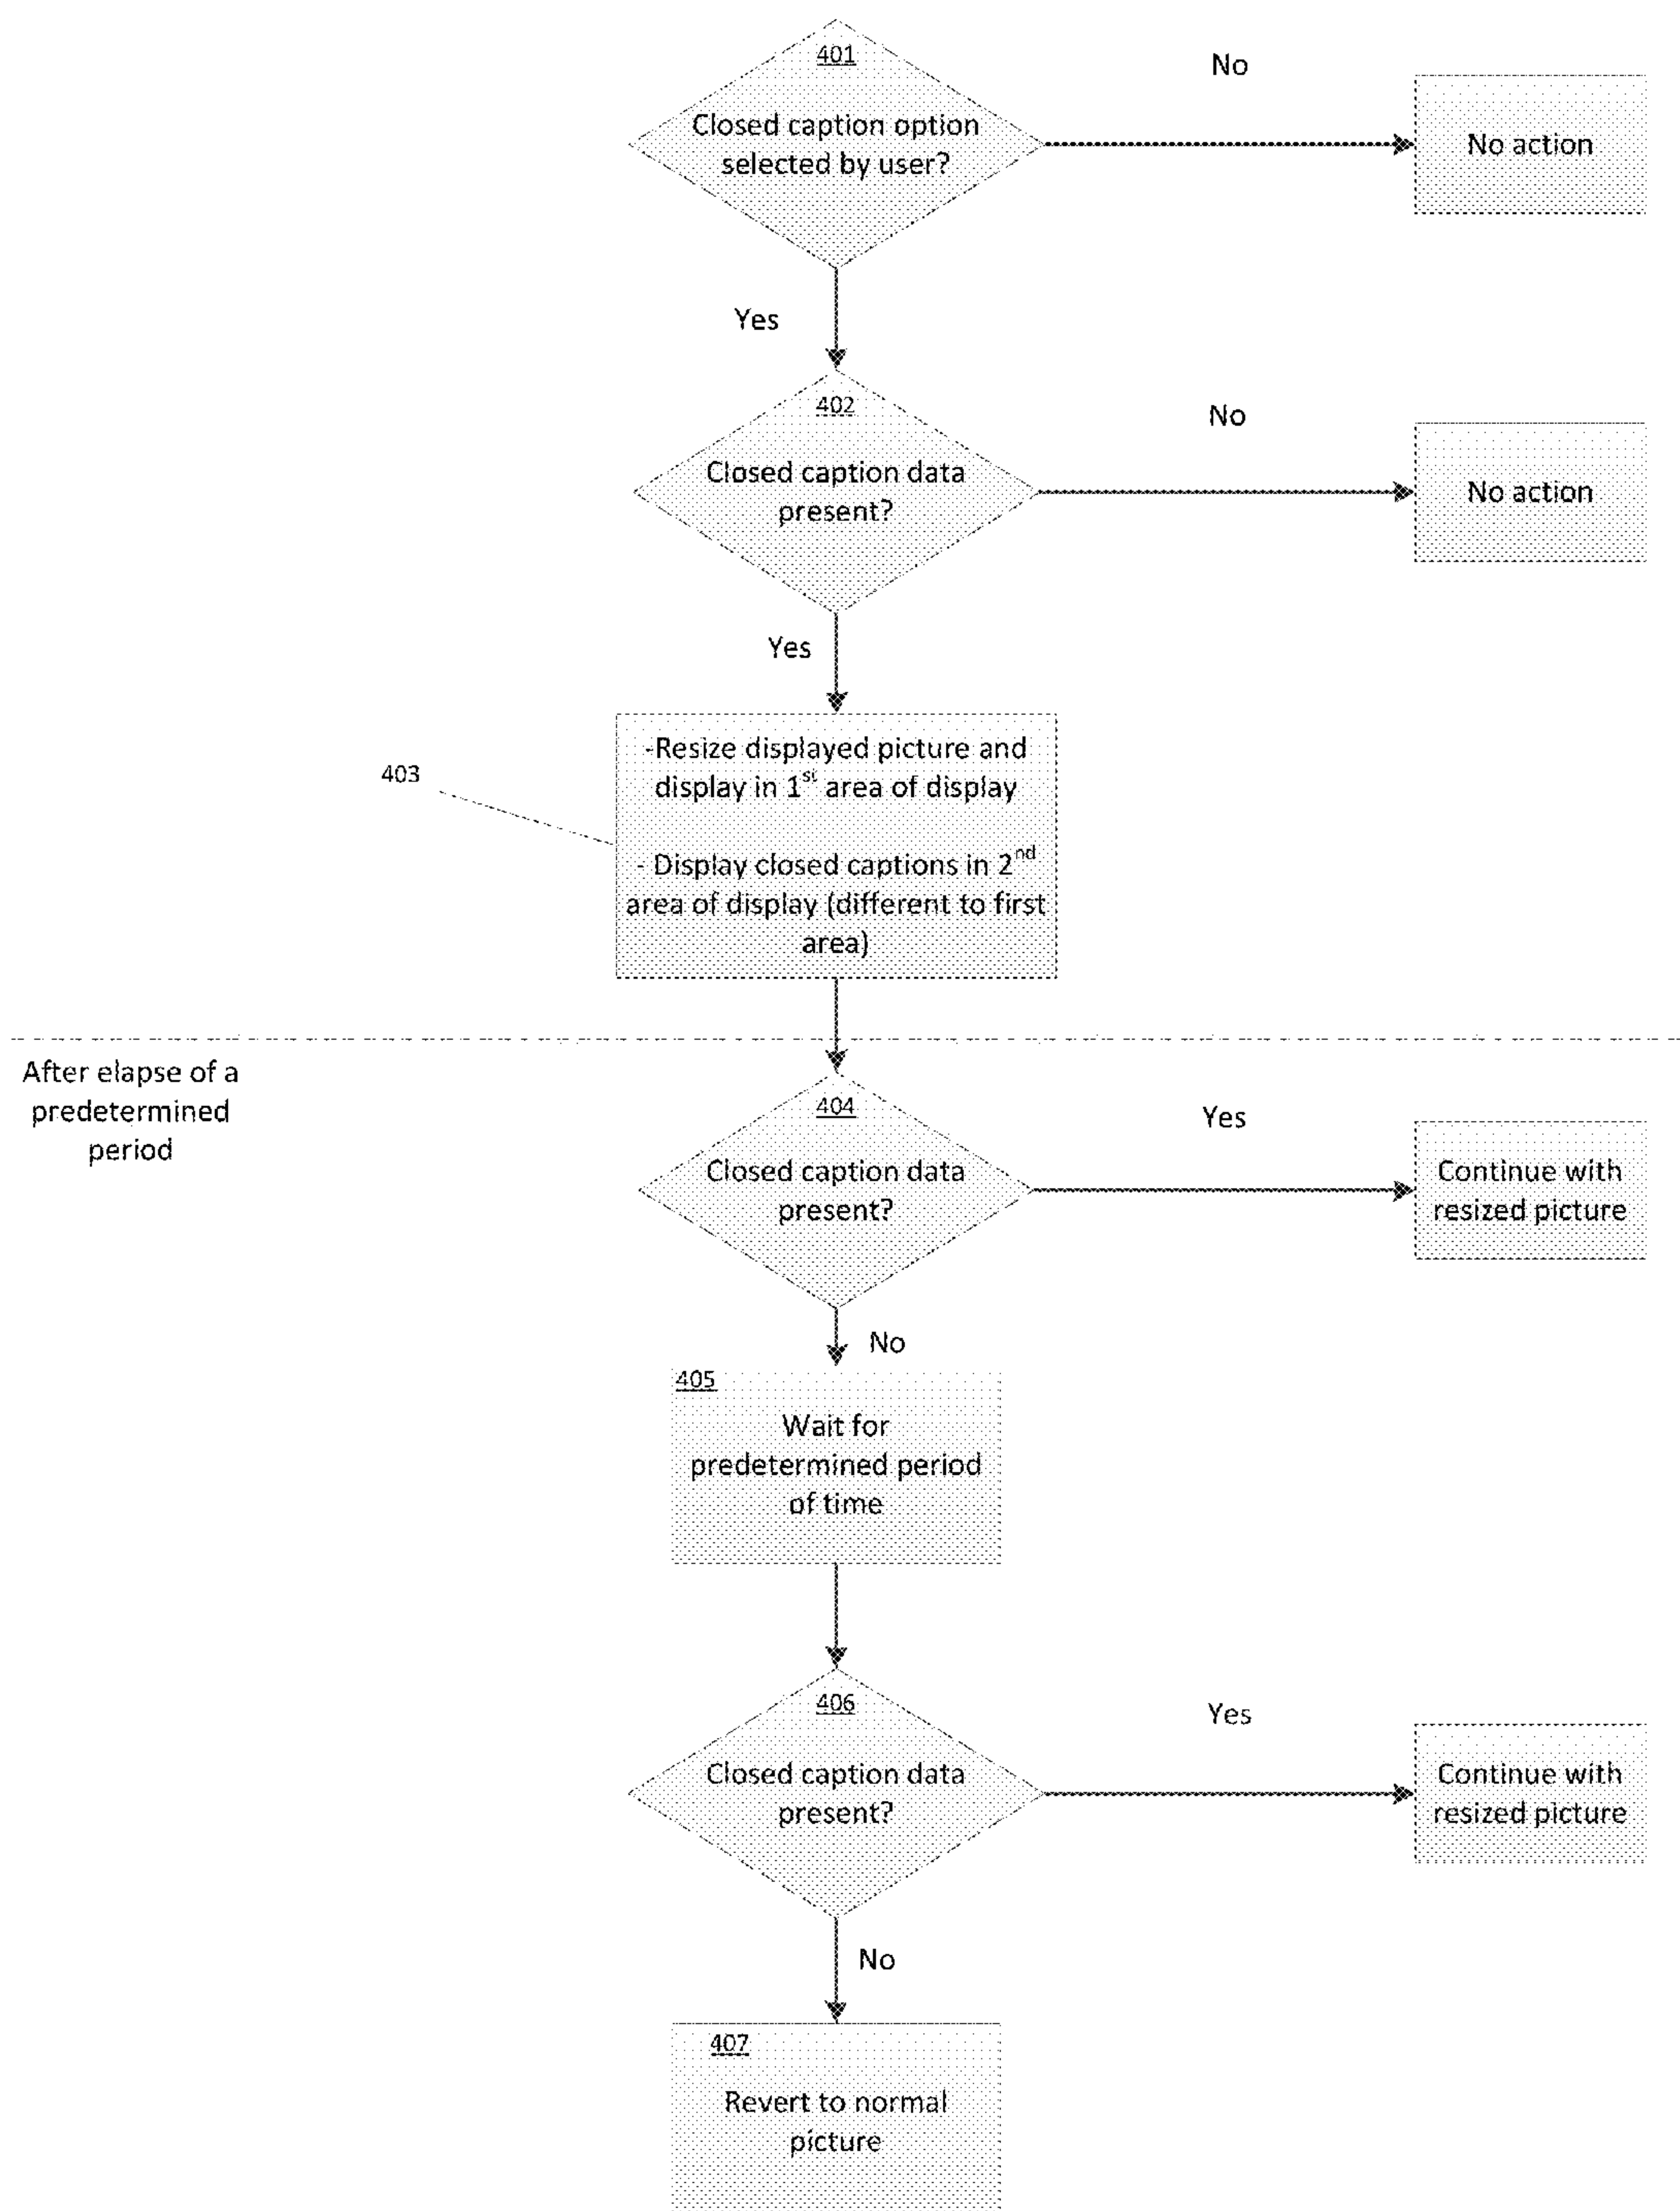 401
Closed caption option
selected by user?
No
No action
Yes
402
Closed caption data
present?
No
No action
Yes
403
-Resize displayed picture and
display in 1st area of display
- Display closed captions in 2nd
area of display (different to first
area)
After elapse of a
predetermined
period
404
Closed caption data
present?
Yes
Continue with
resized picture
No
405
Wait for
predetermined period
of time
406
Closed caption data
present?
Yes
Continue with
resized picture
No
407
Revert to normal
picture